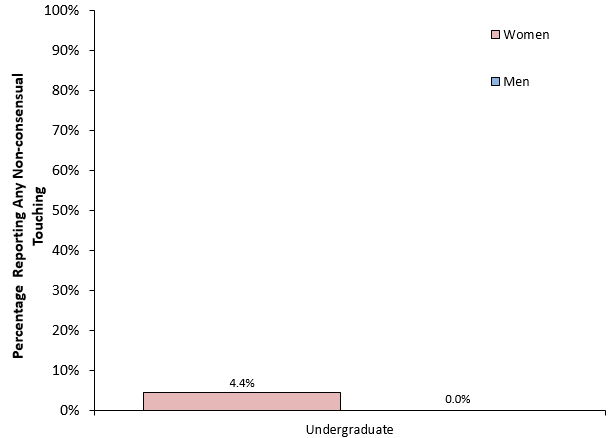 100%
90%
80%
70%
60%
50%
40%
30%
20%
10%
0%
Percentage Reporting Any Non-consensual
Touching
Women
Men
4.4%
0.0%
Undergraduate